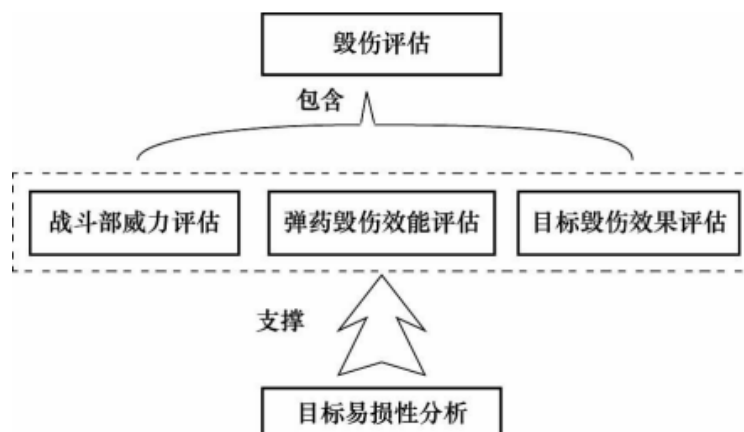 毁伤评估
包含
战斗部威力评估
弹药毁伤效能评估
目标毁伤效果评估
支撑
目标易损性分析